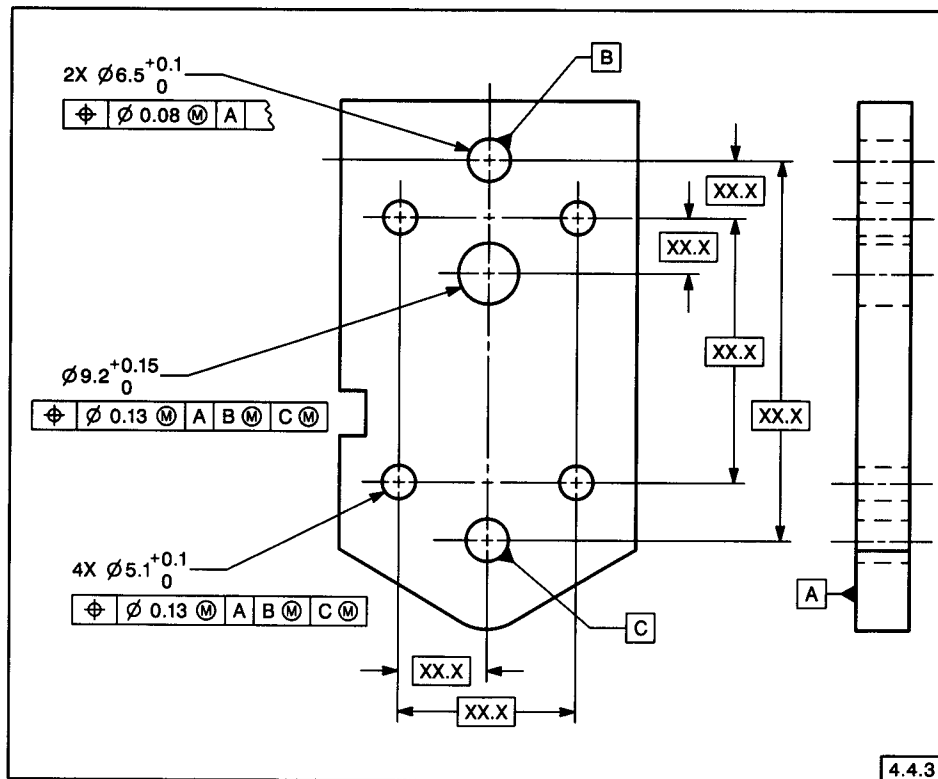 B
2X Ø6.5 +0.1 0
⌖ Ø 0.08 Ⓜ A
XX.X
XX.X
Ø9.2 +0.15 0
⌖ Ø 0.13 Ⓜ A B Ⓜ C Ⓜ
XX.X
XX.X
4X Ø5.1 +0.1 0
⌖ Ø 0.13 Ⓜ A B Ⓜ C Ⓜ
A
C
XX.X
XX.X
4.4.3